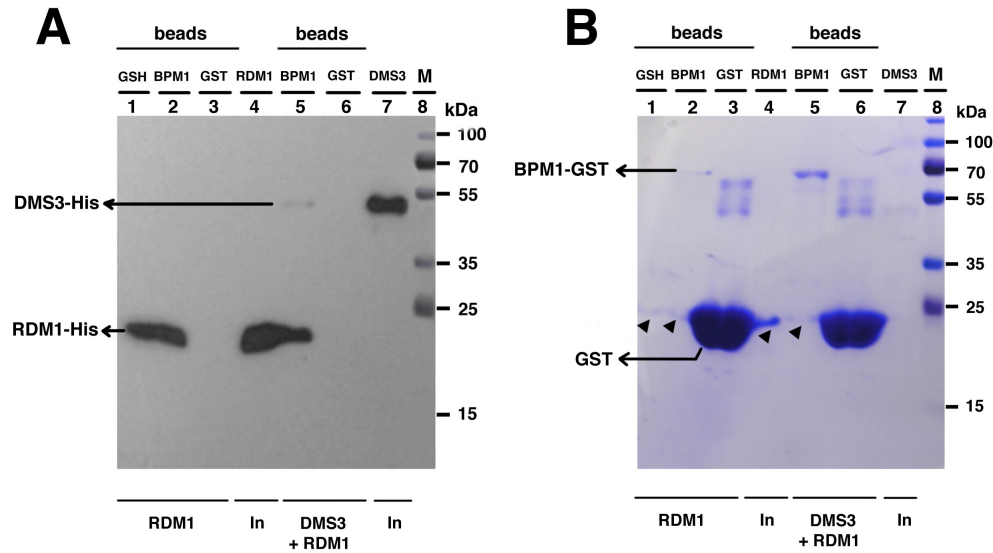 A
beads beads
GSH BPM1 GST RDM1 BPM1 GST DMS3 M
1 2 3 4 5 6 7 8 kDa
100
70
55
DMS3-His
35
25
RDM1-His
15
RDM1 In DMS3 In
+ RDM1
B
beads beads
GSH BPM1 GST RDM1 BPM1 GST DMS3 M
1 2 3 4 5 6 7 8 kDa
100
BPM1-GST 70
55
35
25
GST
15
RDM1 In DMS3 In
+ RDM1